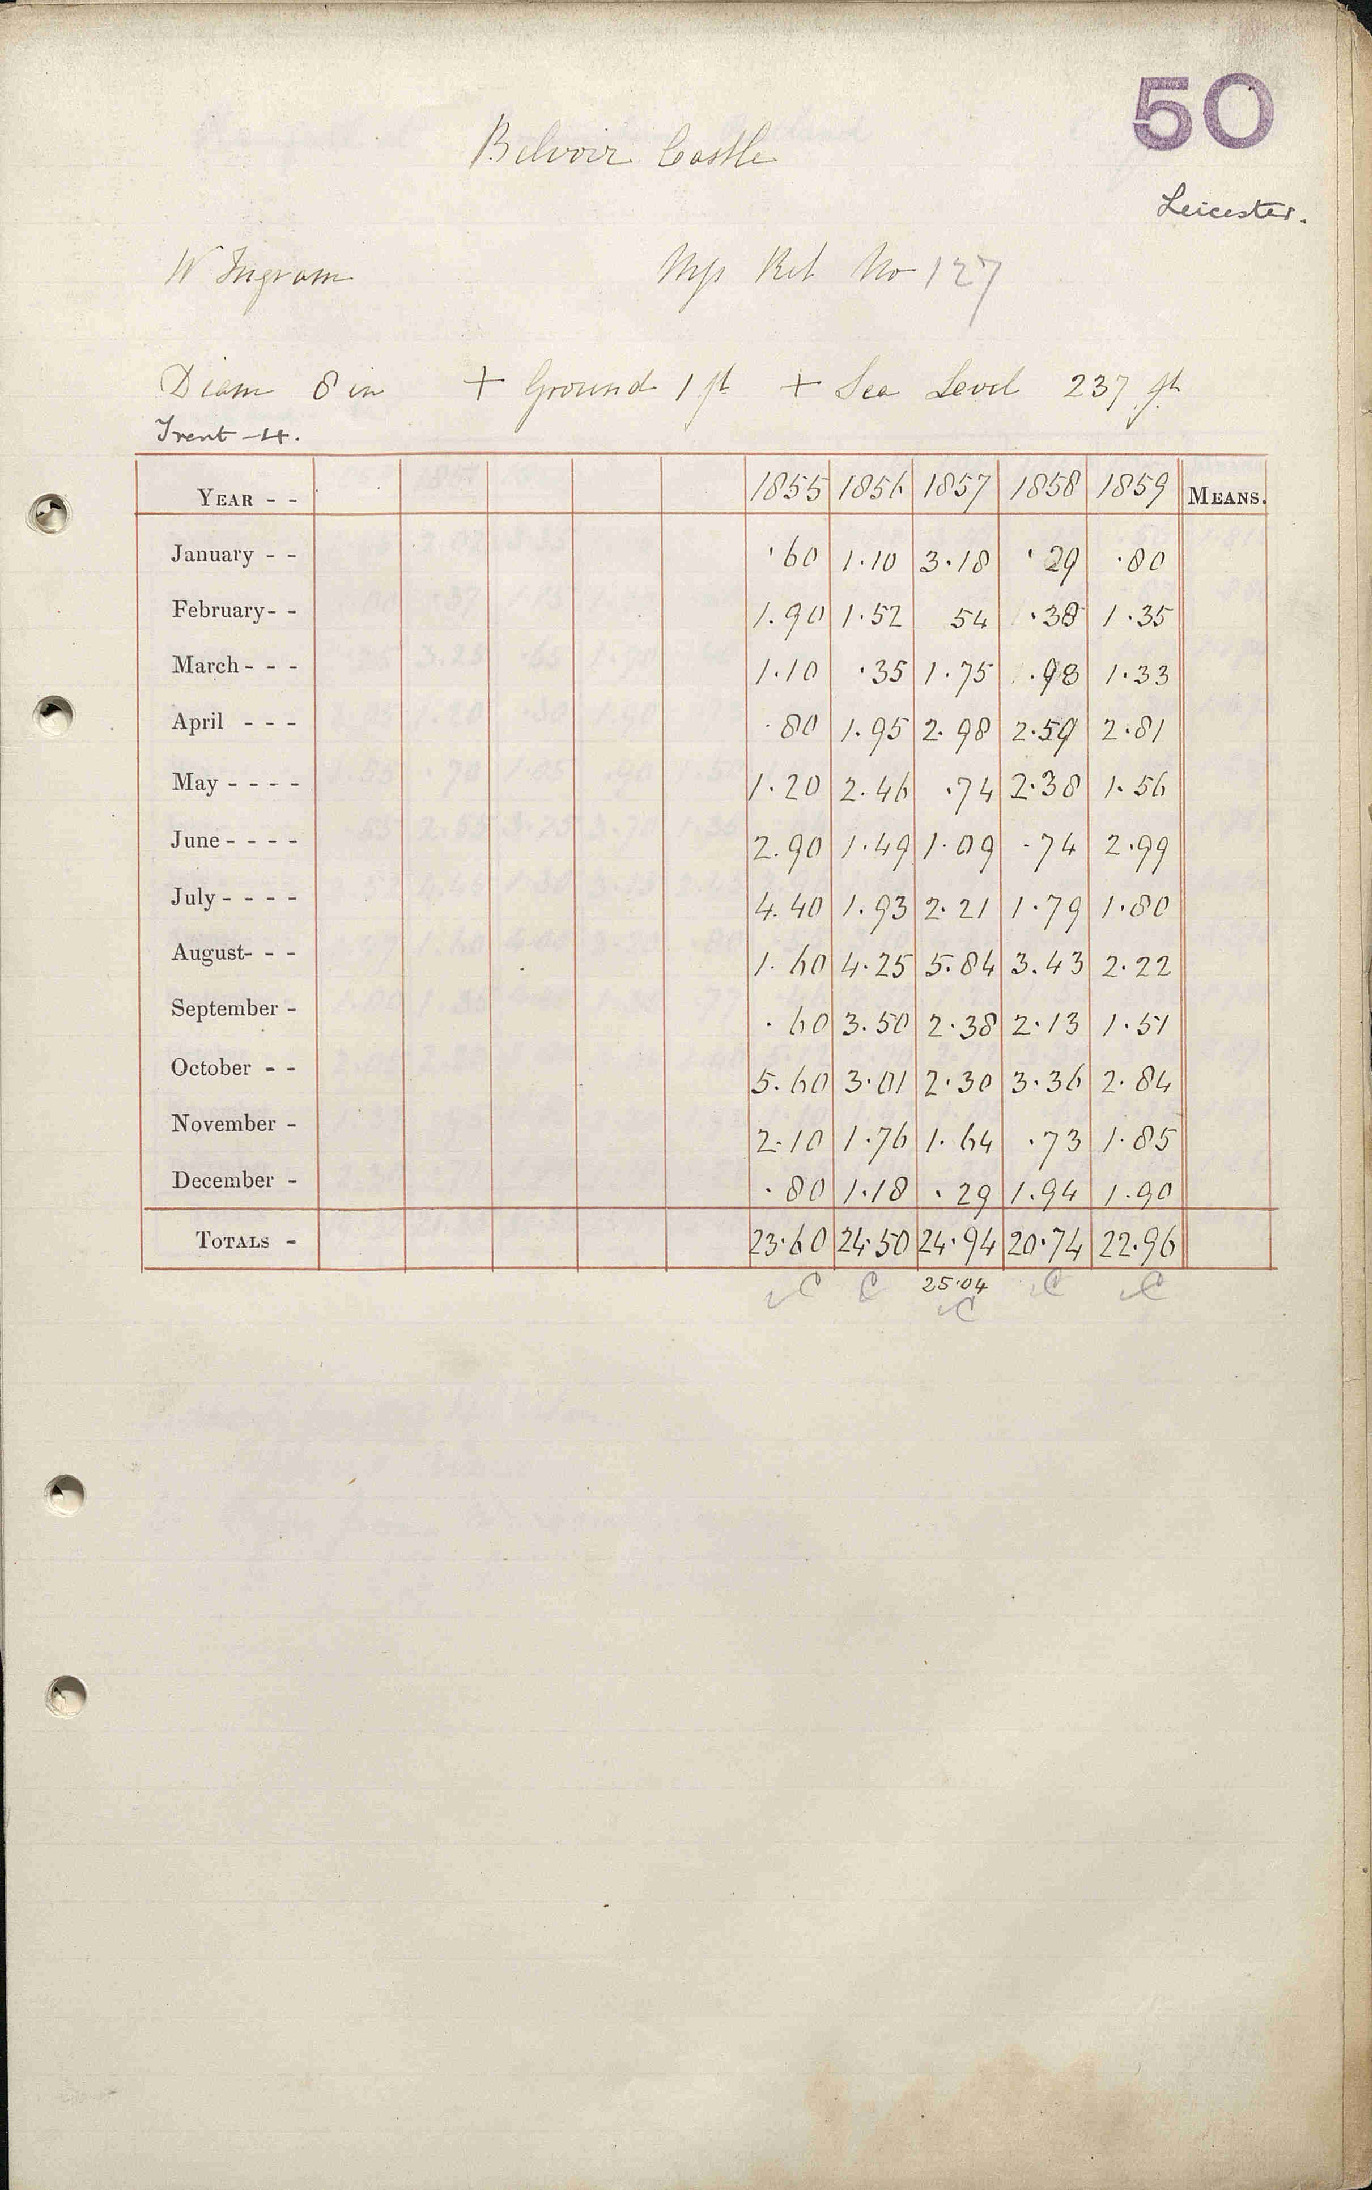 50
Belvoir Castle
Leicester.
W Ingram Mss Ret No 127
Diam 8 in + Ground 1 ft + Sea Level 237 ft
Trent 4.
YEAR - - 1855 1856 1857 1858 1859 MEANS.
January - - ·60 1·10 3·18 ·29 ·80
February - - 1.90 1·52 54 ·38 1·35
March - - - 1·10 ·35 1·75 ·98 1·33
April - - - ·80 1.95 2.98 2·59 2·81
May - - - - 1·20 2.46 ·74 2·38 1·56
June - - - - 2.90 1·49 1·09 ·74 2·99
July - - - - 4.40 1.93 2·21 1·79 1·80
August- - - 1·60 4·25 5·84 3.43 2·22
September - ·60 3·50 2·38 2·13 1·51
October - - 5·60 3·01 2·30 3·36 2·84
November - 2·10 1·76 1·64 ·73 1·85
December - ·80 1·18 ·29 1.94 1·90
TOTALS - 23·60 24·50 24·94 20·74 22·96
C C 25·04 C C
C